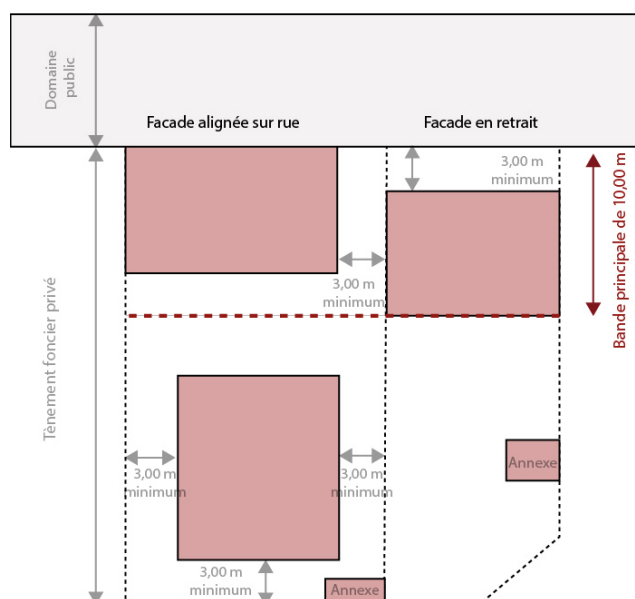 Domaine
public
Facade alignée sur rue
Facade en retrait
3,00 m
minimum
Bande principale de 10,00 m
3,00 m
minimum
Tènement foncier privé
3,00 m
minimum
3,00 m
minimum
Annexe
3,00 m
minimum
Annexe